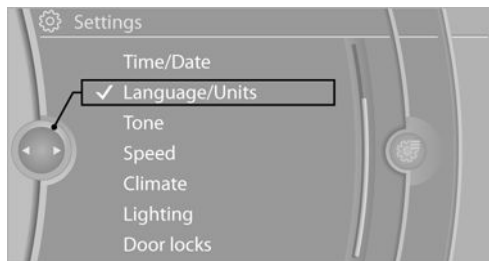 Settings
Time/Date
Language/Units
Tone
Speed
Climate
Lighting
Door locks